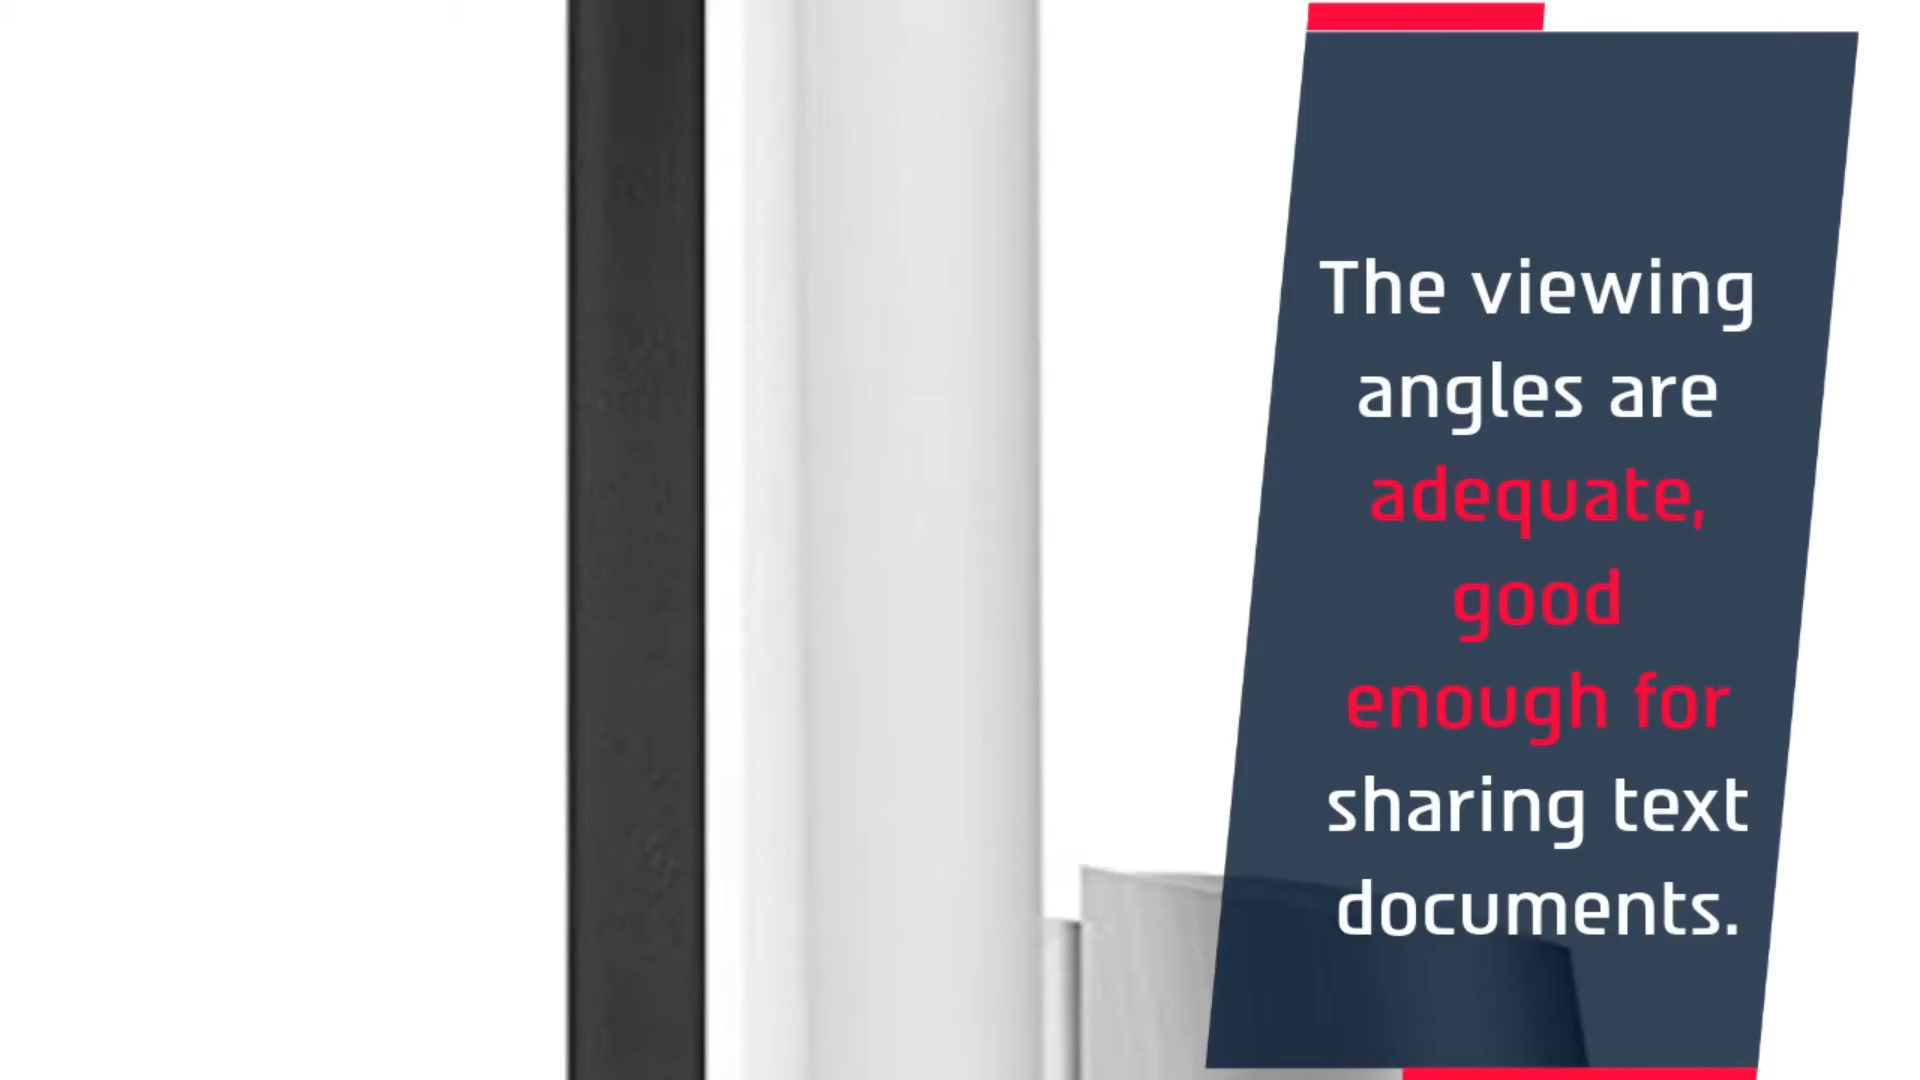 The viewing
angles are
adequate,
good
enough for
sharing text
documents.